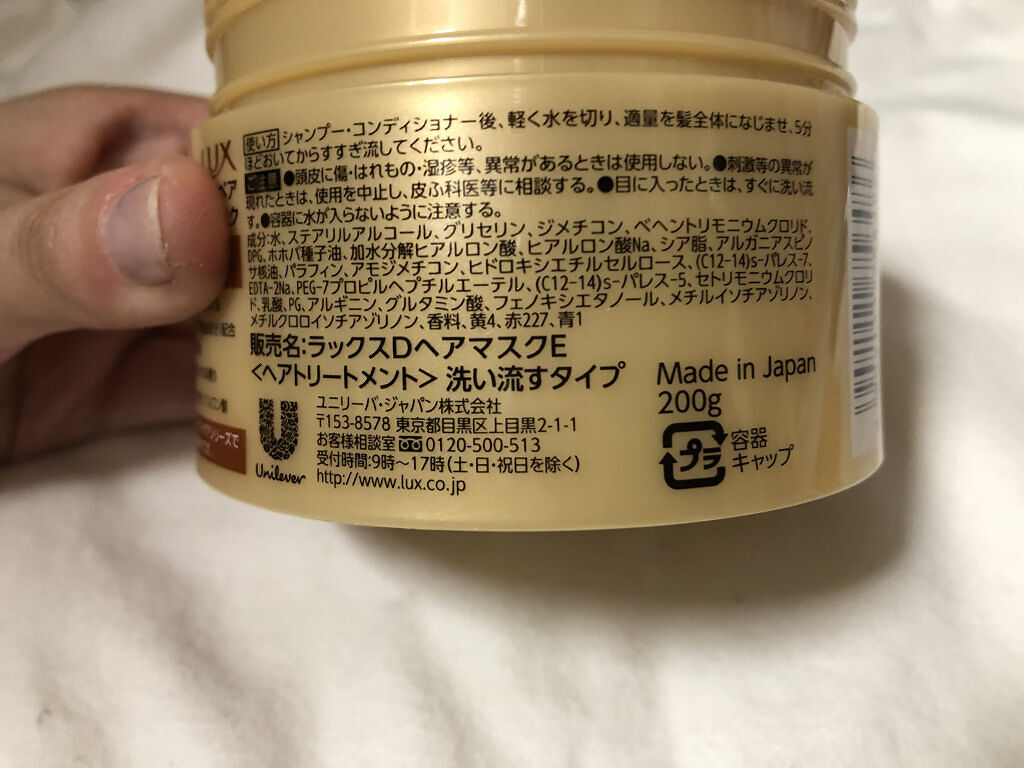 LUX
使い方 シャンプー・コンディショナー後、軽く水を切り、適量を髪全体になじませ、5分
ほどおいてからすすぎ流してください。
ご注意 ●頭皮に傷・はれもの・湿疹等、異常があるときは使用しない。●刺激等の異常が
現れたときは、使用を中止し、皮ふ科医等に相談する。●目に入ったときは、すぐに洗い流
す。●容器に水が入らないように注意する。
成分:水、ステアリルアルコール、グリセリン、ジメチコン、ベヘントリモニウムクロリド、
DPG、ホホバ種子油、加水分解ヒアルロン酸、ヒアルロン酸Na、シア脂、アルガニアスピノ
サ核油、パラフィン、アモジメチコン、ヒドロキシエチルセルロース、(C12-14)s-パレス-7、
EDTA-2Na、PEG-7プロピルヘプチルエーテル、(C12-14)s-パレス-5、セトリモニウムクロリ
ド、乳酸、PG、アルギニン、グルタミン酸、フェノキシエタノール、メチルイソチアゾリノン、
メチルクロロイソチアゾリノン、香料、黄4、赤227、青1
販売名:ラックスDヘアマスクE
<ヘアトリートメント> 洗い流すタイプ
Unilever
ユニリーバ・ジャパン株式会社
〒153-8578 東京都目黒区上目黒2-1-1
お客様相談室 0120-500-513
受付時間:9時～17時(土・日・祝日を除く)
http://www.lux.co.jp
Made in Japan
200g
プラ 容器
キャップ